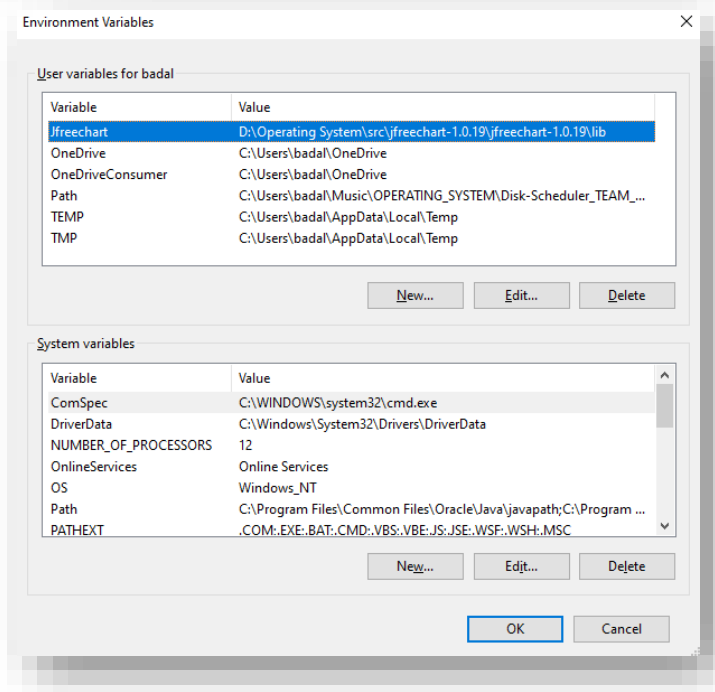 Environment Variables
User variables for badal
Variable Value
Jfreechart D:\Operating System\src\jfreechart-1.0.19\jfreechart-1.0.19\lib
OneDrive C:\Users\badal\OneDrive
OneDriveConsumer C:\Users\badal\OneDrive
Path C:\Users\badal\Music\OPERATING_SYSTEM\Disk-Scheduler_TEAM_...
TEMP C:\Users\badal\AppData\Local\Temp
TMP C:\Users\badal\AppData\Local\Temp
New... Edit... Delete
System variables
Variable Value
ComSpec C:\WINDOWS\system32\cmd.exe
DriverData C:\Windows\System32\Drivers\DriverData
NUMBER_OF_PROCESSORS 12
OnlineServices Online Services
OS Windows_NT
Path C:\Program Files\Common Files\Oracle\Java\javapath;C:\Program ...
PATHEXT .COM;.EXE;.BAT;.CMD;.VBS;.VBE;.JS;.JSE;.WSF;.WSH;.MSC
New... Edit... Delete
OK Cancel